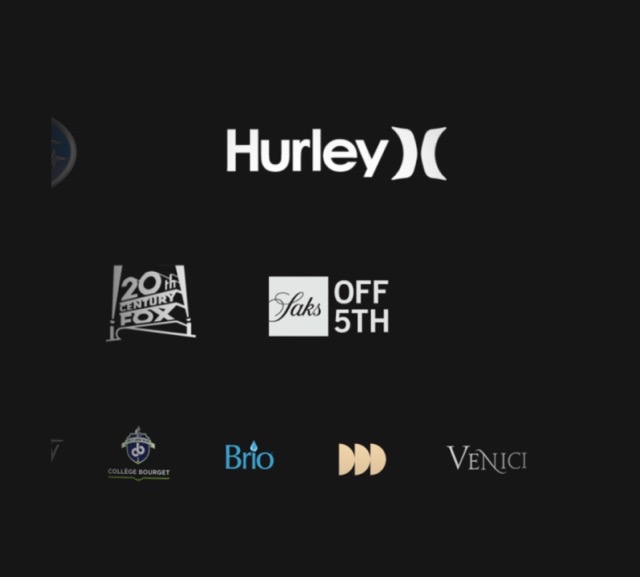 Hurley
20th
CENTURY
FOX
Saks
OFF
5TH
COLLÈGE BOURGET
Brio
VENICI